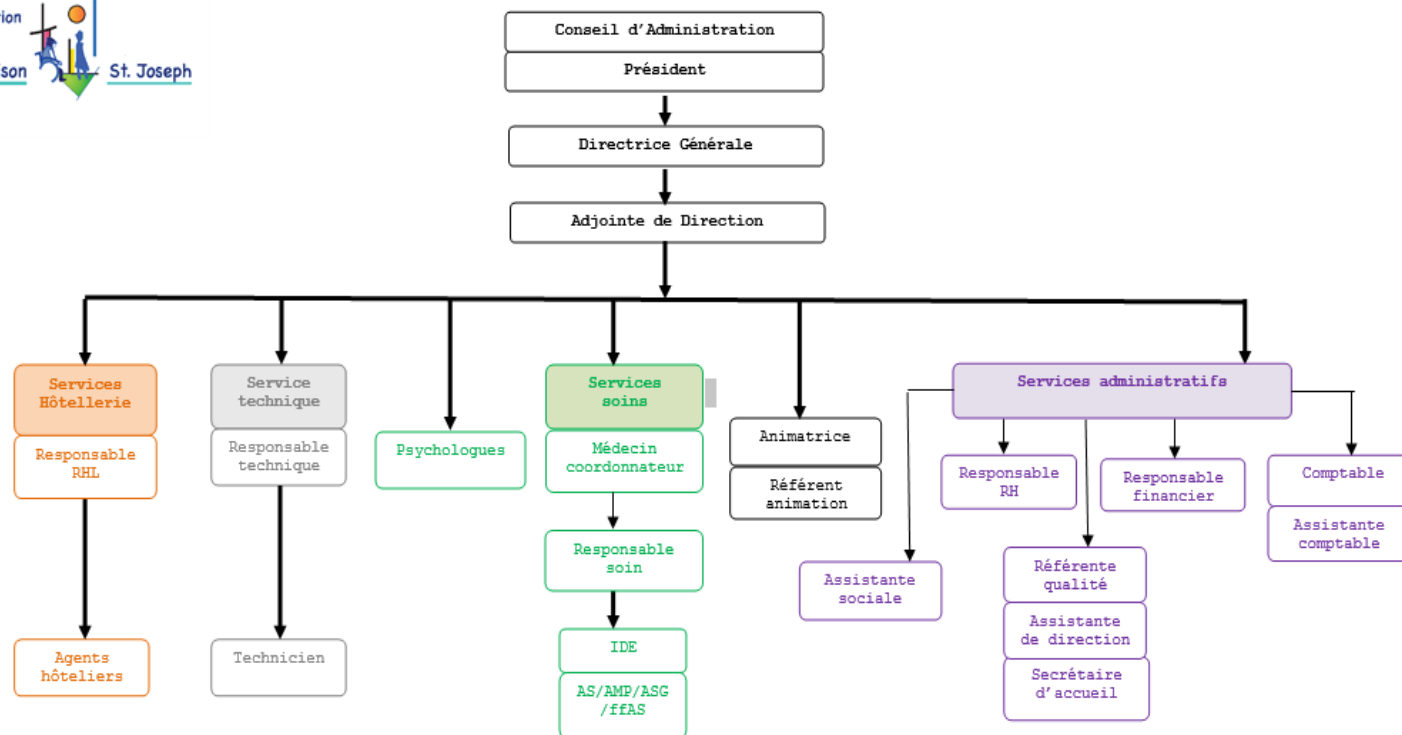 St. Joseph
Conseil d'Administration
Président
Directrice Générale
Adjointe de Direction
Services
Hôtellerie
Responsable
RHL
Agents
hôteliers
Service
technique
Responsable
technique
Technicien
Psychologues
Services
soins
Médecin
coordonnateur
Responsable
soin
IDE
AS/AMP/ASG
/ffAS
Animatrice
Référent
animation
Services administratifs
Assistante
sociale
Responsable
RH
Référente
qualité
Assistante
de direction
Secrétaire
d'accueil
Responsable
financier
Comptable
Assistante
comptable